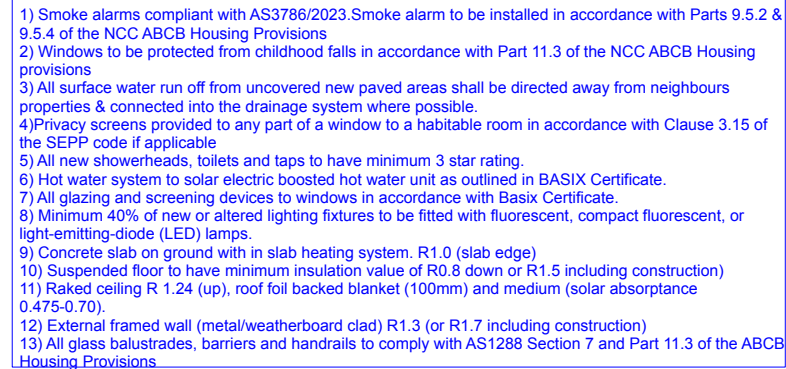 1) Smoke alarms compliant with AS3786/2023.Smoke alarm to be installed in accordance with Parts 9.5.2 &
9.5.4 of the NCC ABCB Housing Provisions
2) Windows to be protected from childhood falls in accordance with Part 11.3 of the NCC ABCB Housing
provisions
3) All surface water run off from uncovered new paved areas shall be directed away from neighbours
properties & connected into the drainage system where possible.
4)Privacy screens provided to any part of a window to a habitable room in accordance with Clause 3.15 of
the SEPP code if applicable
5) All new showerheads, toilets and taps to have minimum 3 star rating.
6) Hot water system to solar electric boosted hot water unit as outlined in BASIX Certificate.
7) All glazing and screening devices to windows in accordance with Basix Certificate.
8) Minimum 40% of new or altered lighting fixtures to be fitted with fluorescent, compact fluorescent, or
light-emitting-diode (LED) lamps.
9) Concrete slab on ground with in slab heating system. R1.0 (slab edge)
10) Suspended floor to have minimum insulation value of R0.8 down or R1.5 including construction)
11) Raked ceiling R 1.24 (up), roof foil backed blanket (100mm) and medium (solar absorptance
0.475-0.70).
12) External framed wall (metal/weatherboard clad) R1.3 (or R1.7 including construction)
13) All glass balustrades, barriers and handrails to comply with AS1288 Section 7 and Part 11.3 of the ABCB
Housing Provisions